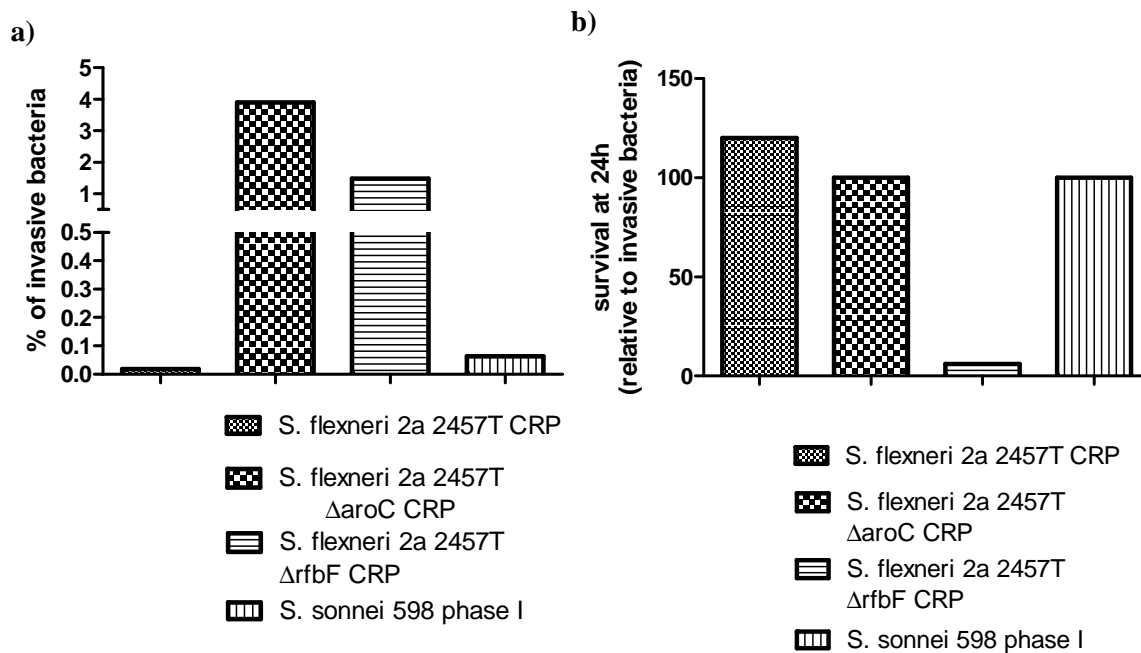 a)
% of invasive bacteria
5
4
3
2
1
0.5
0.4
0.3
0.2
0.1
0.0
S. flexneri 2a 2457T CRP
S. flexneri 2a 2457T
ΔaroC CRP
S. flexneri 2a 2457T
ΔrfbF CRP
S. sonnei 598 phase I
b)
survival at 24h
(relative to invasive bacteria)
150
100
50
0
S. flexneri 2a 2457T CRP
S. flexneri 2a 2457T
ΔaroC CRP
S. flexneri 2a 2457T
ΔrfbF CRP
S. sonnei 598 phase I